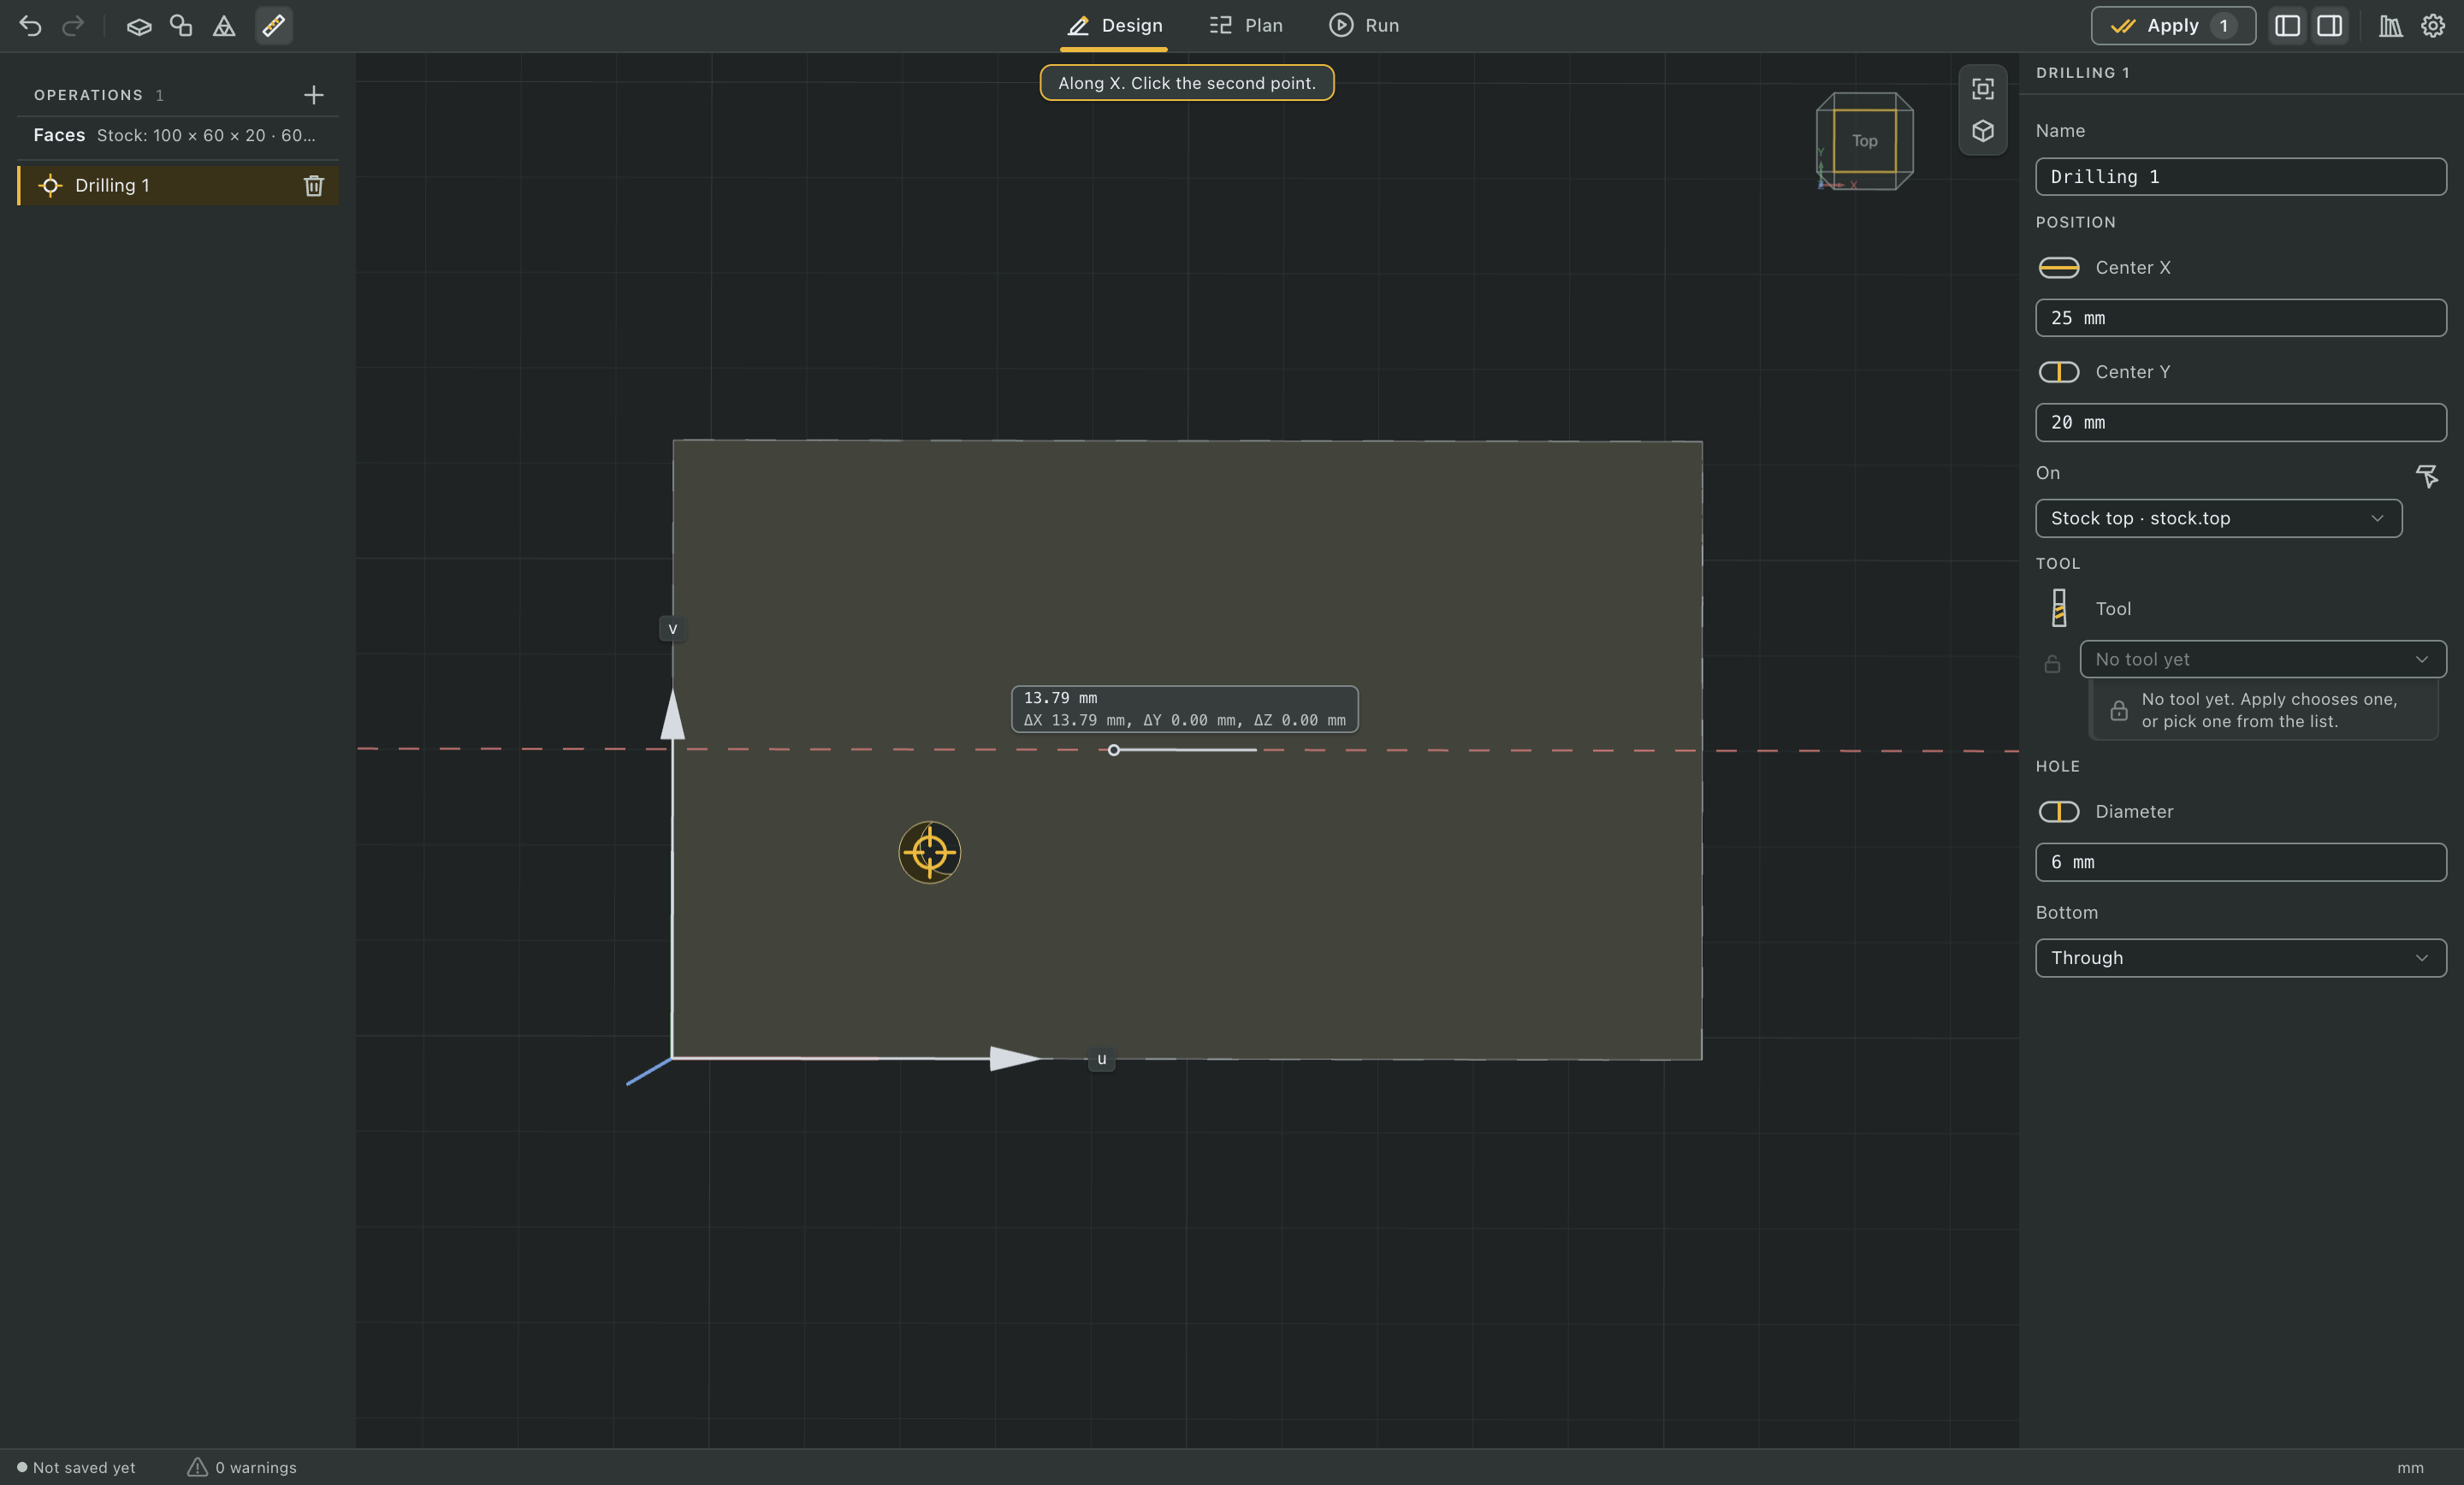 Design
Plan
Run
Apply 1
OPERATIONS 1
Faces Stock: 100 × 60 × 20 · 60...
Drilling 1
Along X. Click the second point.
Top
Y
X
v
13.79 mm
ΔX 13.79 mm, ΔY 0.00 mm, ΔZ 0.00 mm
u
DRILLING 1
Name
Drilling 1
POSITION
Center X
25 mm
Center Y
20 mm
On
Stock top · stock.top
TOOL
Tool
No tool yet
No tool yet. Apply chooses one,
or pick one from the list.
HOLE
Diameter
6 mm
Bottom
Through
Not saved yet
0 warnings
mm